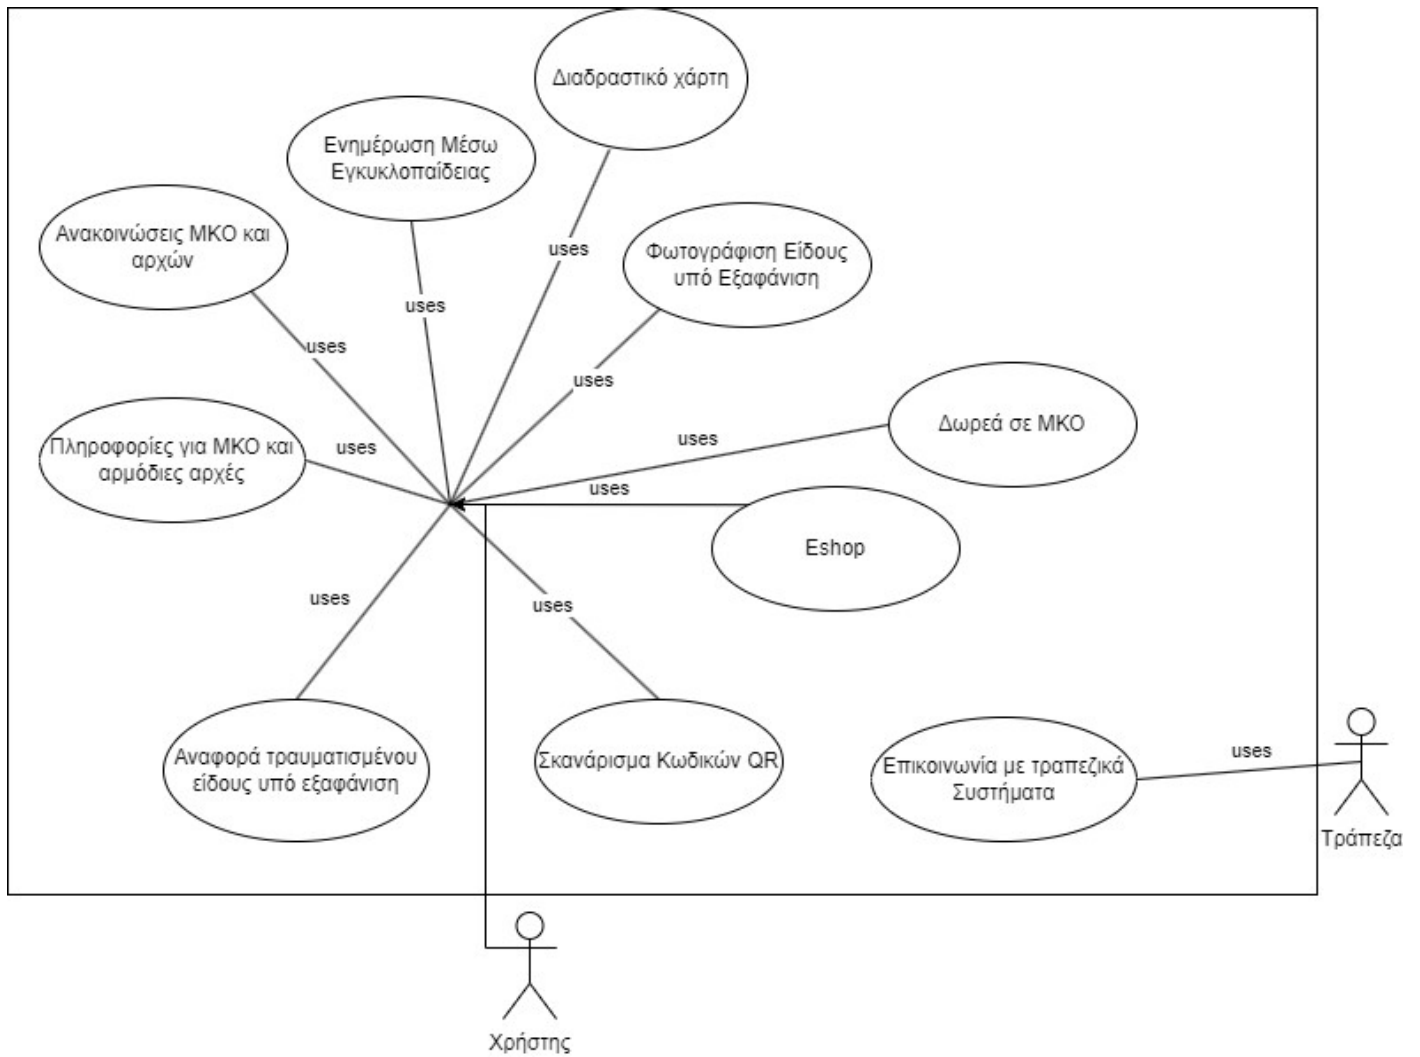 Διαδραστικό χάρτη
Ενημέρωση Μέσω
Εγκυκλοπαίδειας
Ανακοινώσεις ΜΚΟ και
αρχών
uses
uses
Φωτογράφιση Είδους
υπό Εξαφάνιση
uses
uses
uses
Δωρεά σε ΜΚΟ
Πληροφορίες για ΜΚΟ και
αρμόδιες αρχές
uses
uses
uses
Eshop
uses
uses
Αναφορά τραυματισμένου
είδους υπό εξαφάνιση
Σκανάρισμα Κωδικών QR
Επικοινωνία με τραπεζικά
Συστήματα
uses
Τράπεζα
Χρήστης